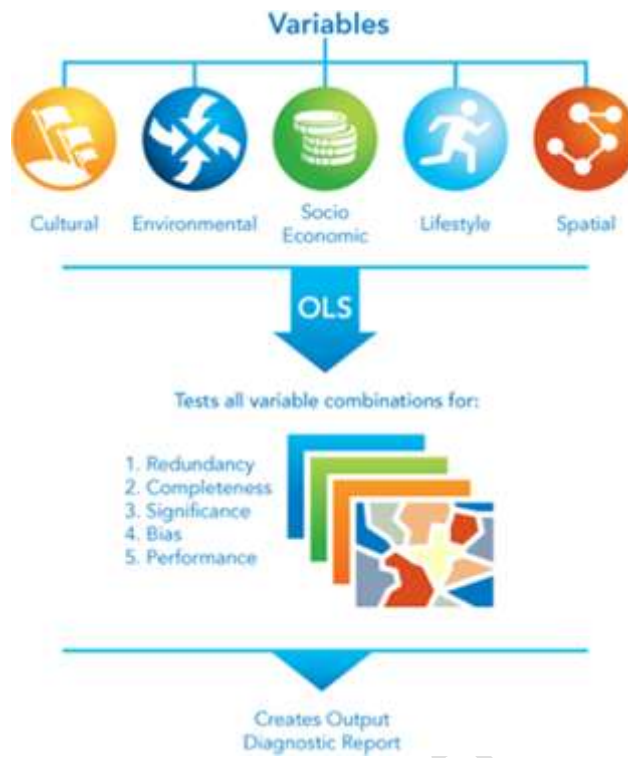 Variables
Cultural
Environmental
Socio
Economic
Lifestyle
Spatial
OLS
Tests all variable combinations for:
1. Redundancy
2. Completeness
3. Significance
4. Bias
5. Performance
Creates Output
Diagnostic Report